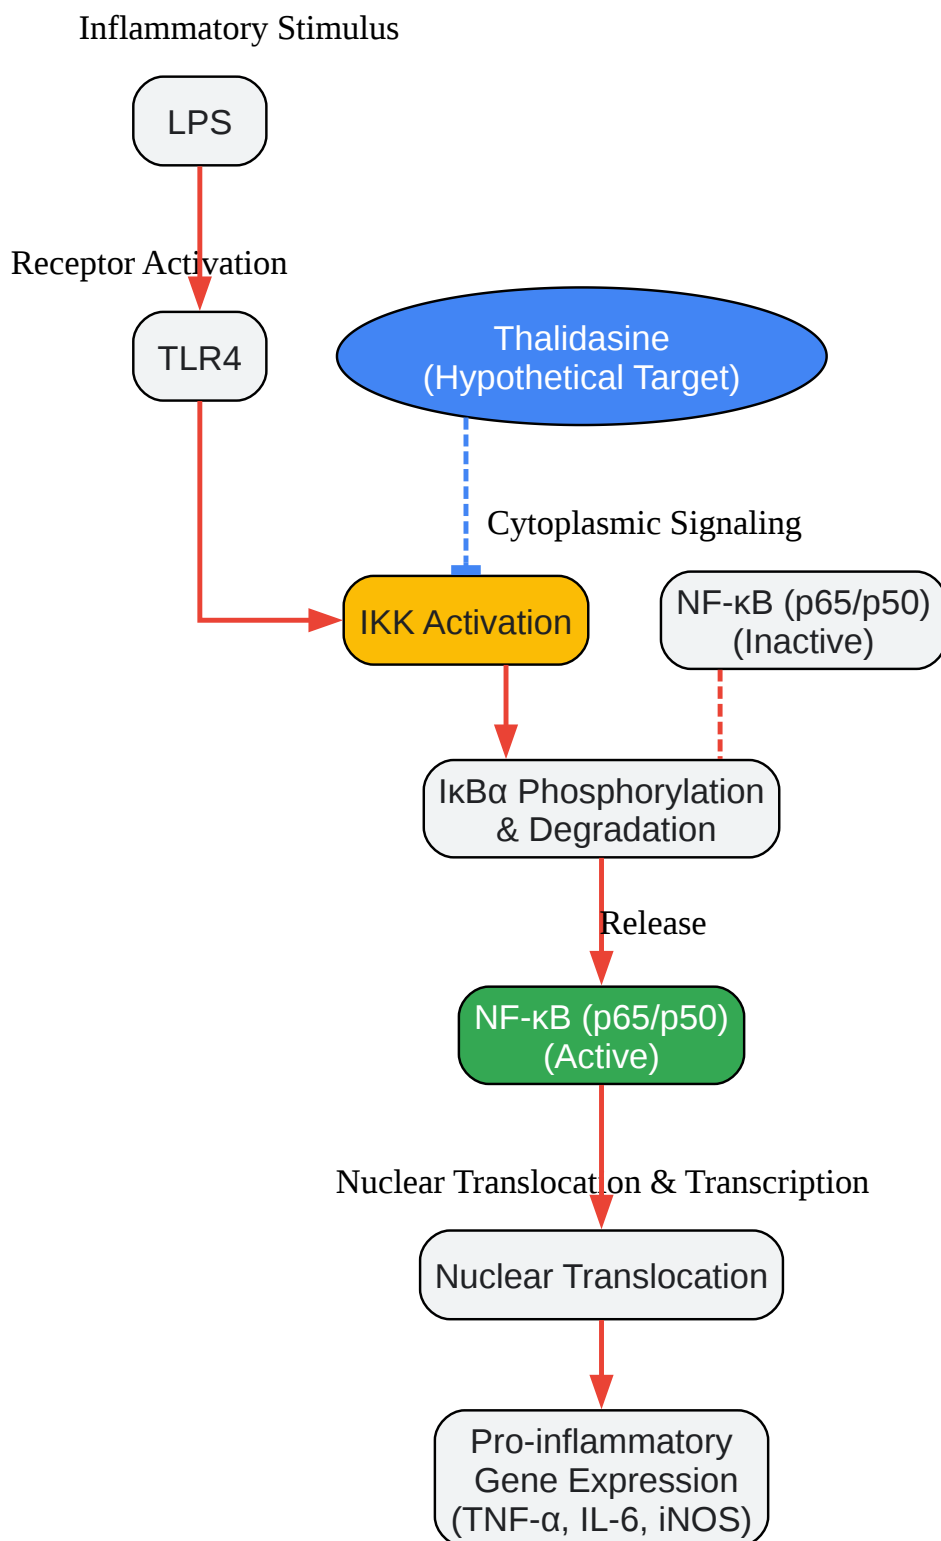 Inflammatory Stimulus
LPS
Receptor Activation
TLR4
Thalidasine
(Hypothetical Target)
Cytoplasmic Signaling
IKK Activation
NF-κB (p65/p50)
(Inactive)
IκBα Phosphorylation
& Degradation
Release
NF-κB (p65/p50)
(Active)
Nuclear Translocation & Transcription
Nuclear Translocation
Pro-inflammatory
Gene Expression
(TNF-α, IL-6, iNOS)